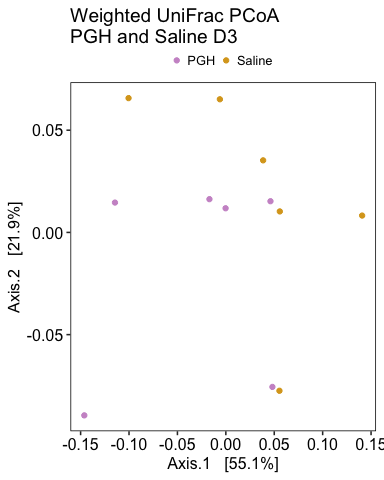 Weighted UniFrac PCoA
PGH and Saline D3
PGH Saline
0.05
0.00
-0.05
Axis.2 [21.9%]
-0.15 -0.10 -0.05 0.00 0.05 0.10 0.15
Axis.1 [55.1%]